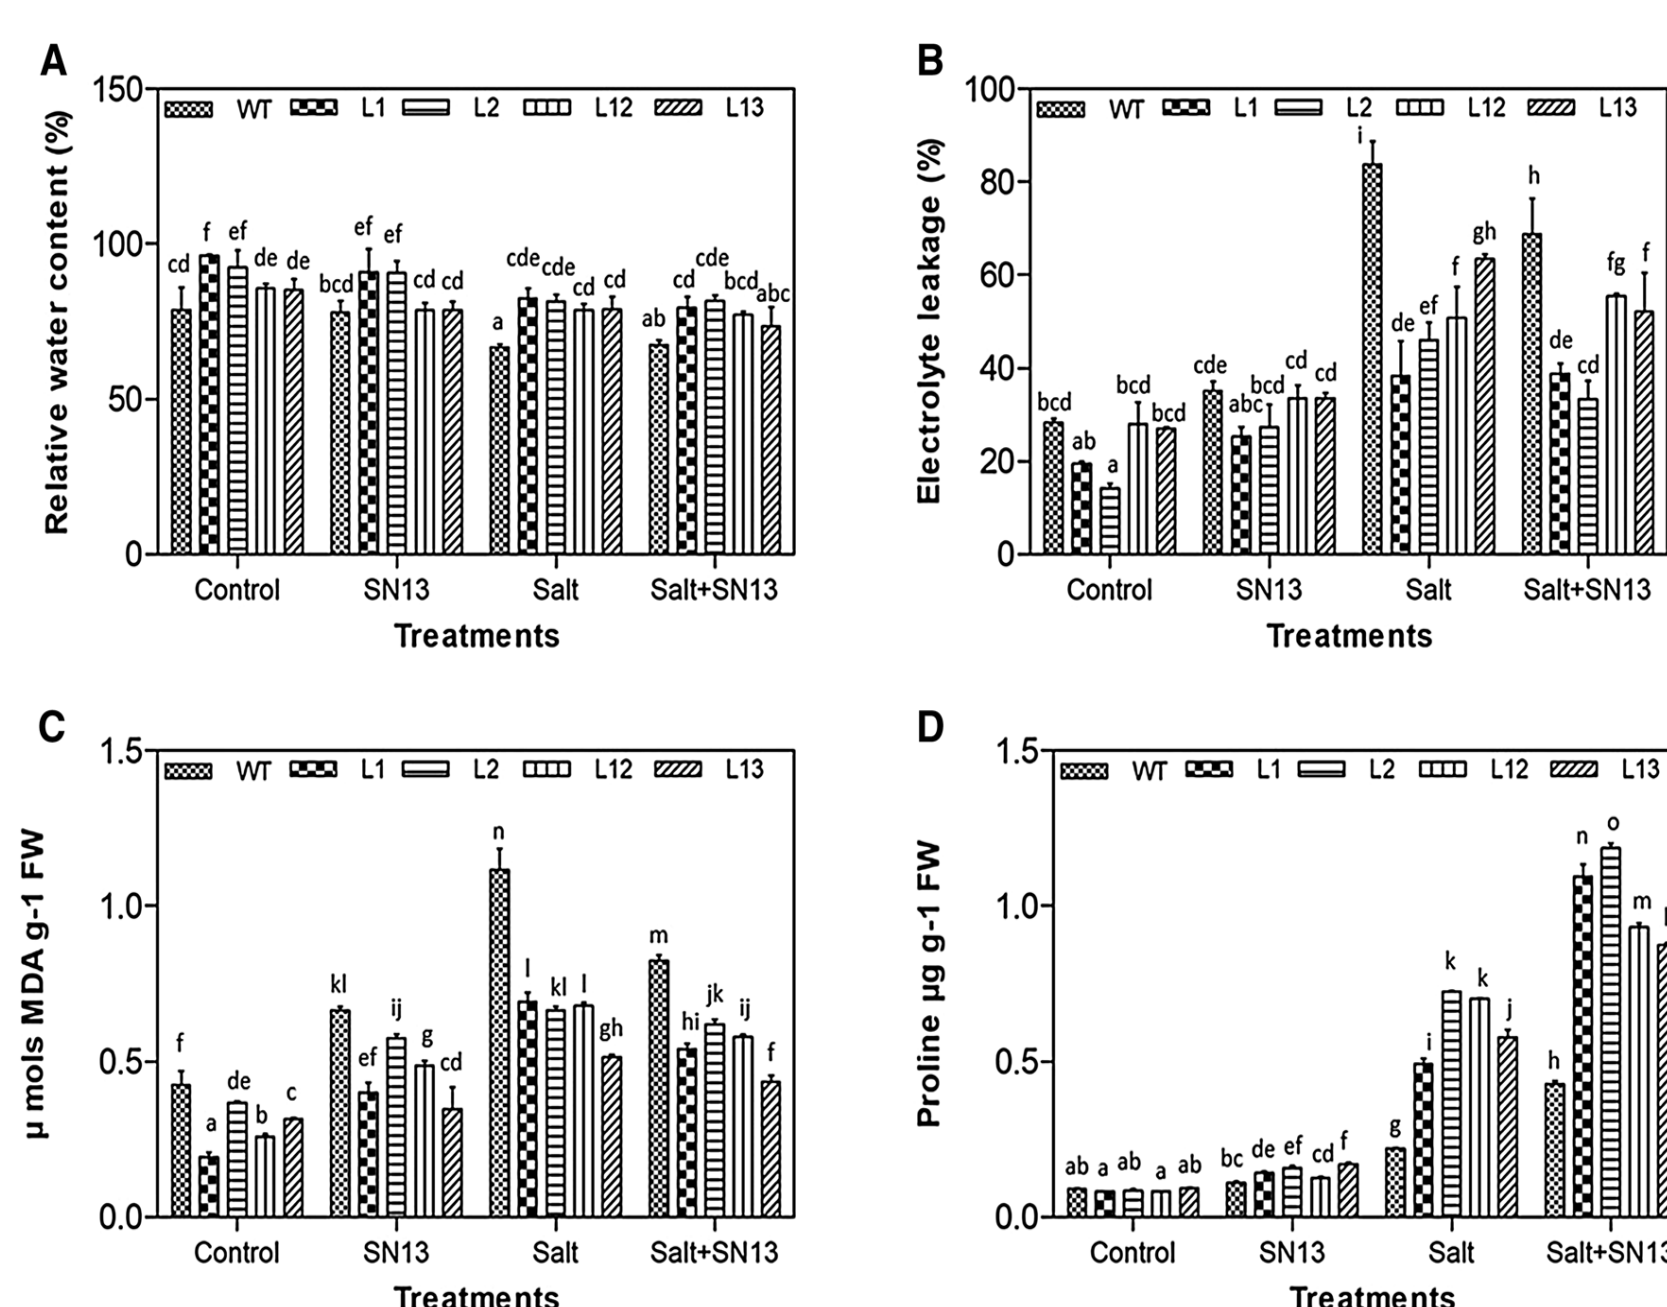 A
B
150
WT L1 L2 L12 L13
100
50
0
Relative water content (%)
cd f ef de de bcd ef ef cd cd a cde cde cd cd ab cd cde bcd abc
Control SN13 Salt Salt+SN13
Treatments
100
WT L1 L2 L12 L13
80
60
40
20
0
Electrolyte leakage (%)
bcd ab a bcd bcd cde abc bcd cd cd i de ef f gh h de cd fg f
Control SN13 Salt Salt+SN13
Treatments
C
D
1.5
WT L1 L2 L12 L13
1.0
0.5
0.0
µ mols MDA g-1 FW
f a de b c kl ef ij g cd n l kl l gh m hi jk ij f
Control SN13 Salt Salt+SN13
Treatments
1.5
WT L1 L2 L12 L13
1.0
0.5
0.0
Proline µg g-1 FW
ab a ab a ab bc de ef cd f g i k k j h n o m
Control SN13 Salt Salt+SN13
Treatments